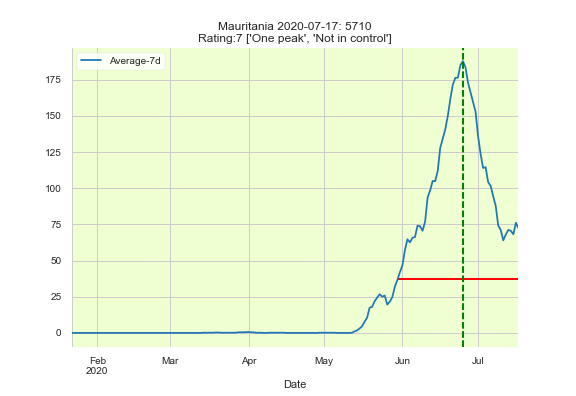 Mauritania 2020-07-17: 5710
Rating:7 ['One peak', 'Not in control']
Average-7d
175
150
125
100
75
50
25
0
Feb Mar Apr May Jun Jul
2020
Date